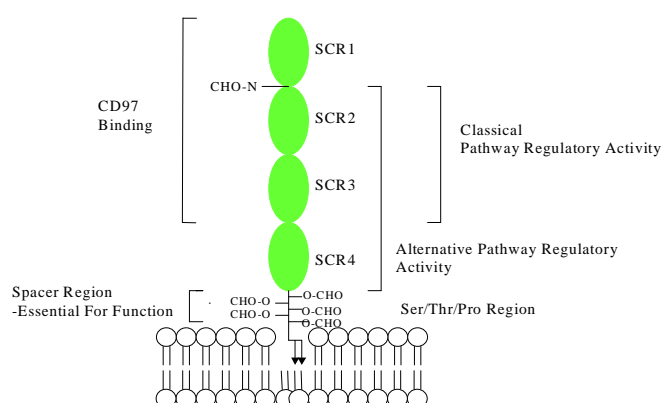 SCR1
CHO-N
CD97
Binding
SCR2
Classical
Pathway Regulatory Activity
SCR3
Alternative Pathway Regulatory
Activity
SCR4
Spacer Region
-Essential For Function
O-CHO
CHO-O
O-CHO
CHO-O
O-CHO
Ser/Thr/Pro Region